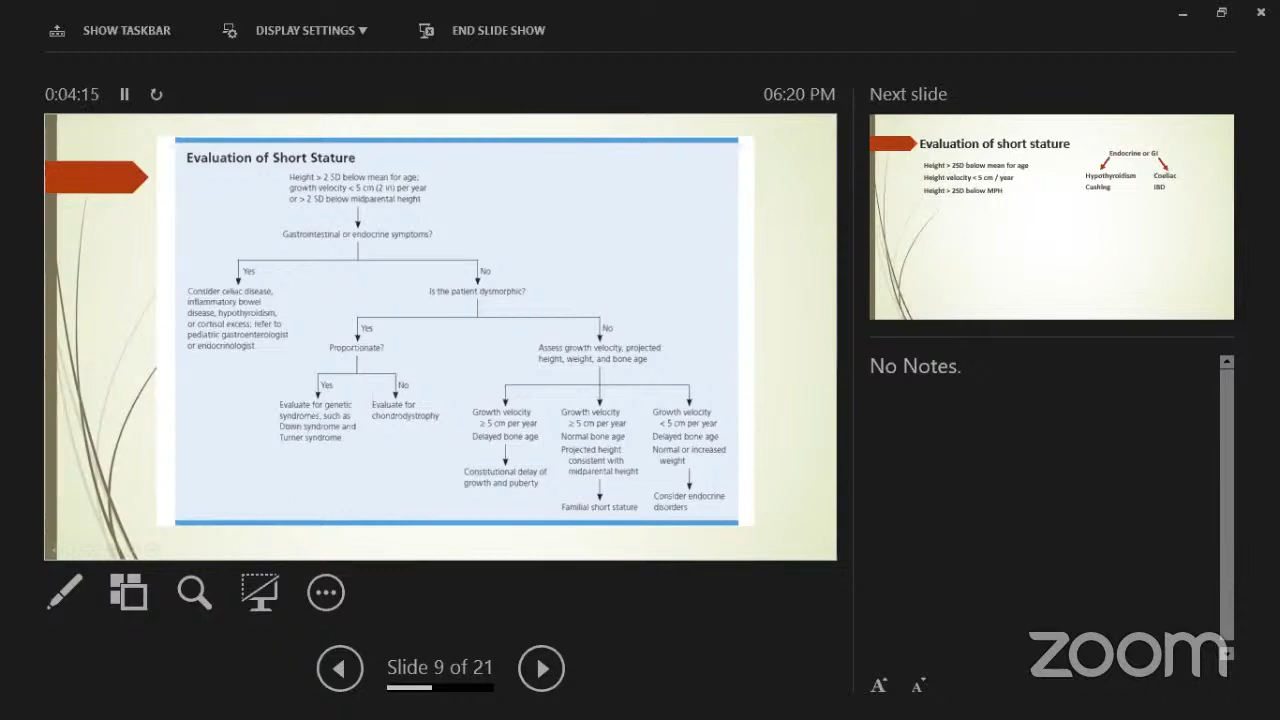 SHOW TASKBAR
DISPLAY SETTINGS ▼
END SLIDE SHOW
0:04:15
06:20 PM
Evaluation of Short Stature
Height > 2 SD below mean for age;
growth velocity < 5 cm (2 in) per year
or > 2 SD below midparental height
Gastrointestinal or endocrine symptoms?
Yes
No
Consider celiac disease,
inflammatory bowel
disease, hypothyroidism,
or cortisol excess; refer to
pediatric gastroenterologist
or endocrinologist
Is the patient dysmorphic?
Yes
No
Proportionate?
Assess growth velocity, projected
height, weight, and bone age
Yes
No
Evaluate for genetic
syndromes, such as
Down syndrome and
Turner syndrome
Evaluate for
chondrodystrophy
Growth velocity
≥ 5 cm per year
Delayed bone age
Constitutional delay of
growth and puberty
Growth velocity
≥ 5 cm per year
Normal bone age
Projected height
consistent with
midparental height
Familial short stature
Growth velocity
< 5 cm per year
Delayed bone age
Normal or increased
weight
Consider endocrine
disorders
Slide 9 of 21
Next slide
Evaluation of short stature
Height > 2SD below mean for age
Height velocity < 5 cm / year
Height > 2SD below MPH
Endocrine or GI
Hypothyroidism
Cushing
Coeliac
IBD
No Notes.
A A
zoom